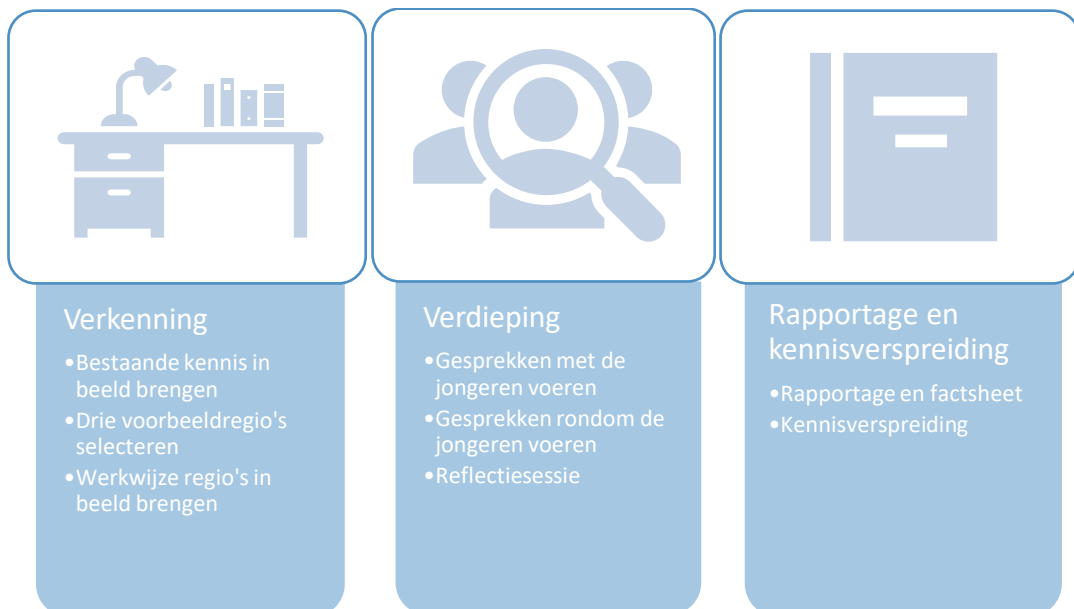 Verkenning
•Bestaande kennis in
beeld brengen
•Drie voorbeeldregio's
selecteren
•Werkwijze regio's in
beeld brengen
Verdieping
•Gesprekken met de
jongeren voeren
•Gesprekken rondom de
jongeren voeren
•Reflectiesessie
Rapportage en
kennisverspreiding
•Rapportage en factsheet
•Kennisverspreiding